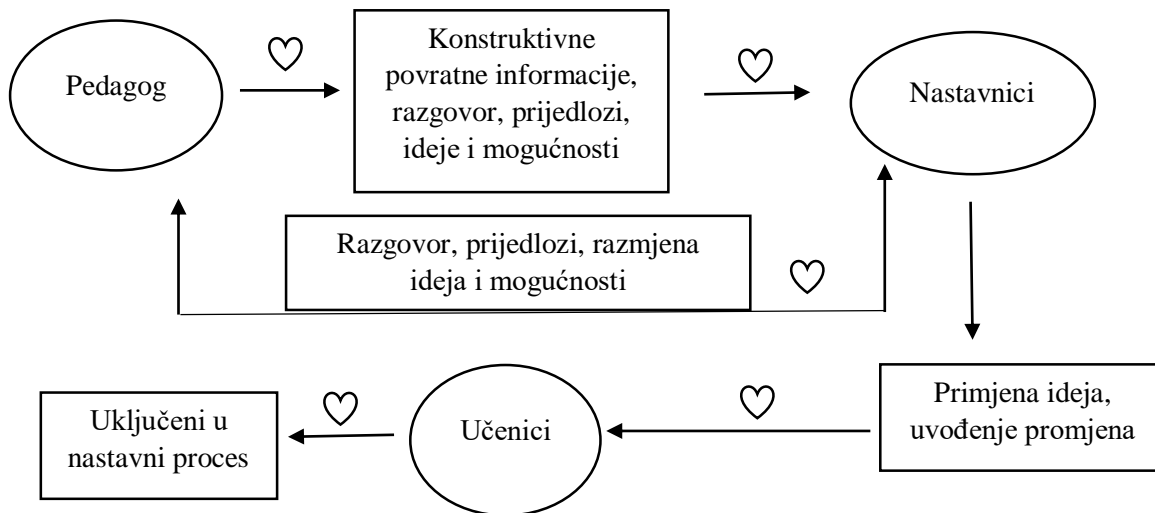 Pedagog
Konstruktivne
povratne informacije,
razgovor, prijedlozi,
ideje i mogućnosti
Nastavnici
Razgovor, prijedlozi, razmjena
ideja i mogućnosti
Uključeni u
nastavni proces
Učenici
Primjena ideja,
uvođenje promjena